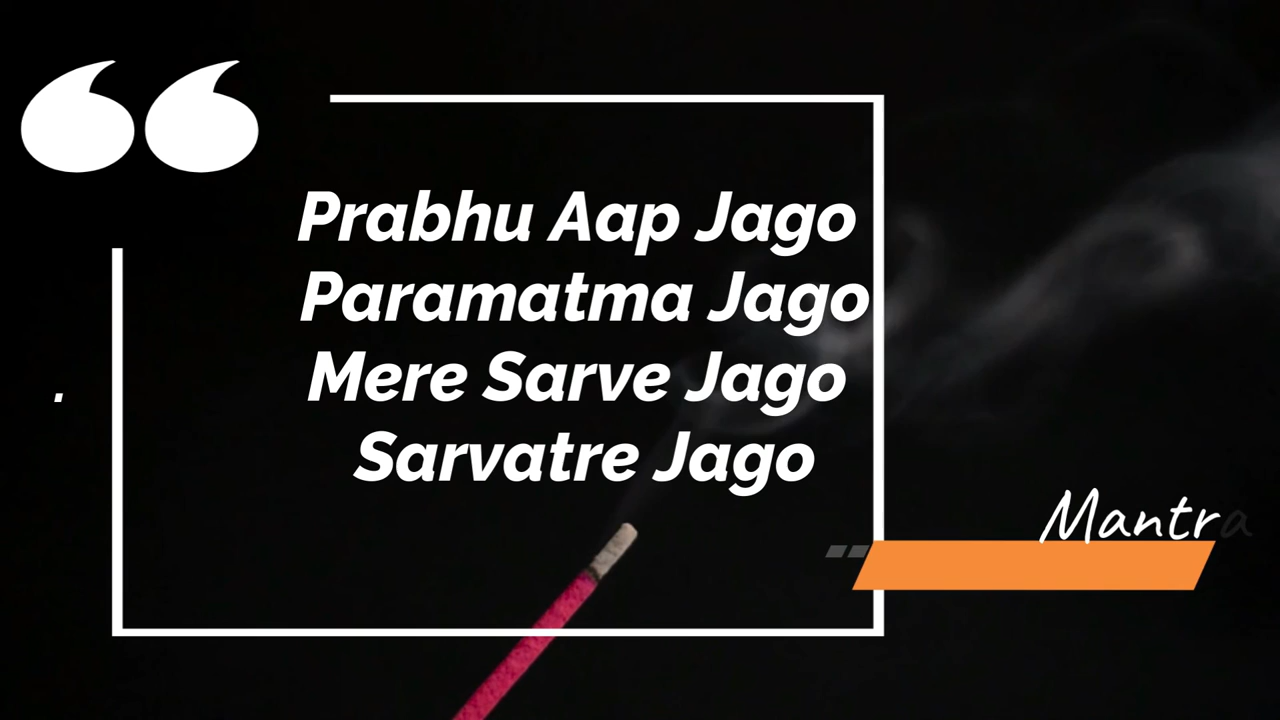 “
Prabhu Aap Jago
Paramatma Jago
Mere Sarve Jago
Sarvatre Jago
.
Mantra